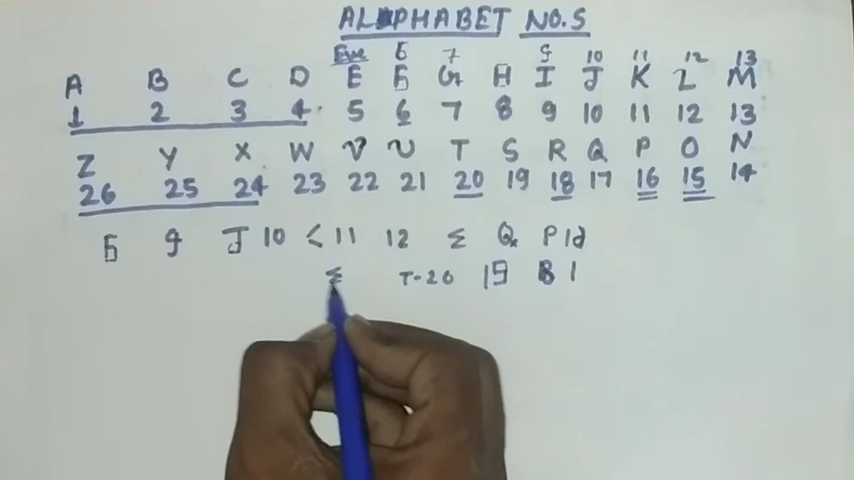 ALPHABET NO.S
Eve 6 7 9 10 11 12 13
A B C D E F G H I J K L M
1 2 3 4 5 6 7 8 9 10 11 12 13
Z Y X W V U T S R Q P O N
26 25 24 23 22 21 20 19 18 17 16 15 14
J 10 < 11 12 Σ Q P
Σ T-20 19 8 1